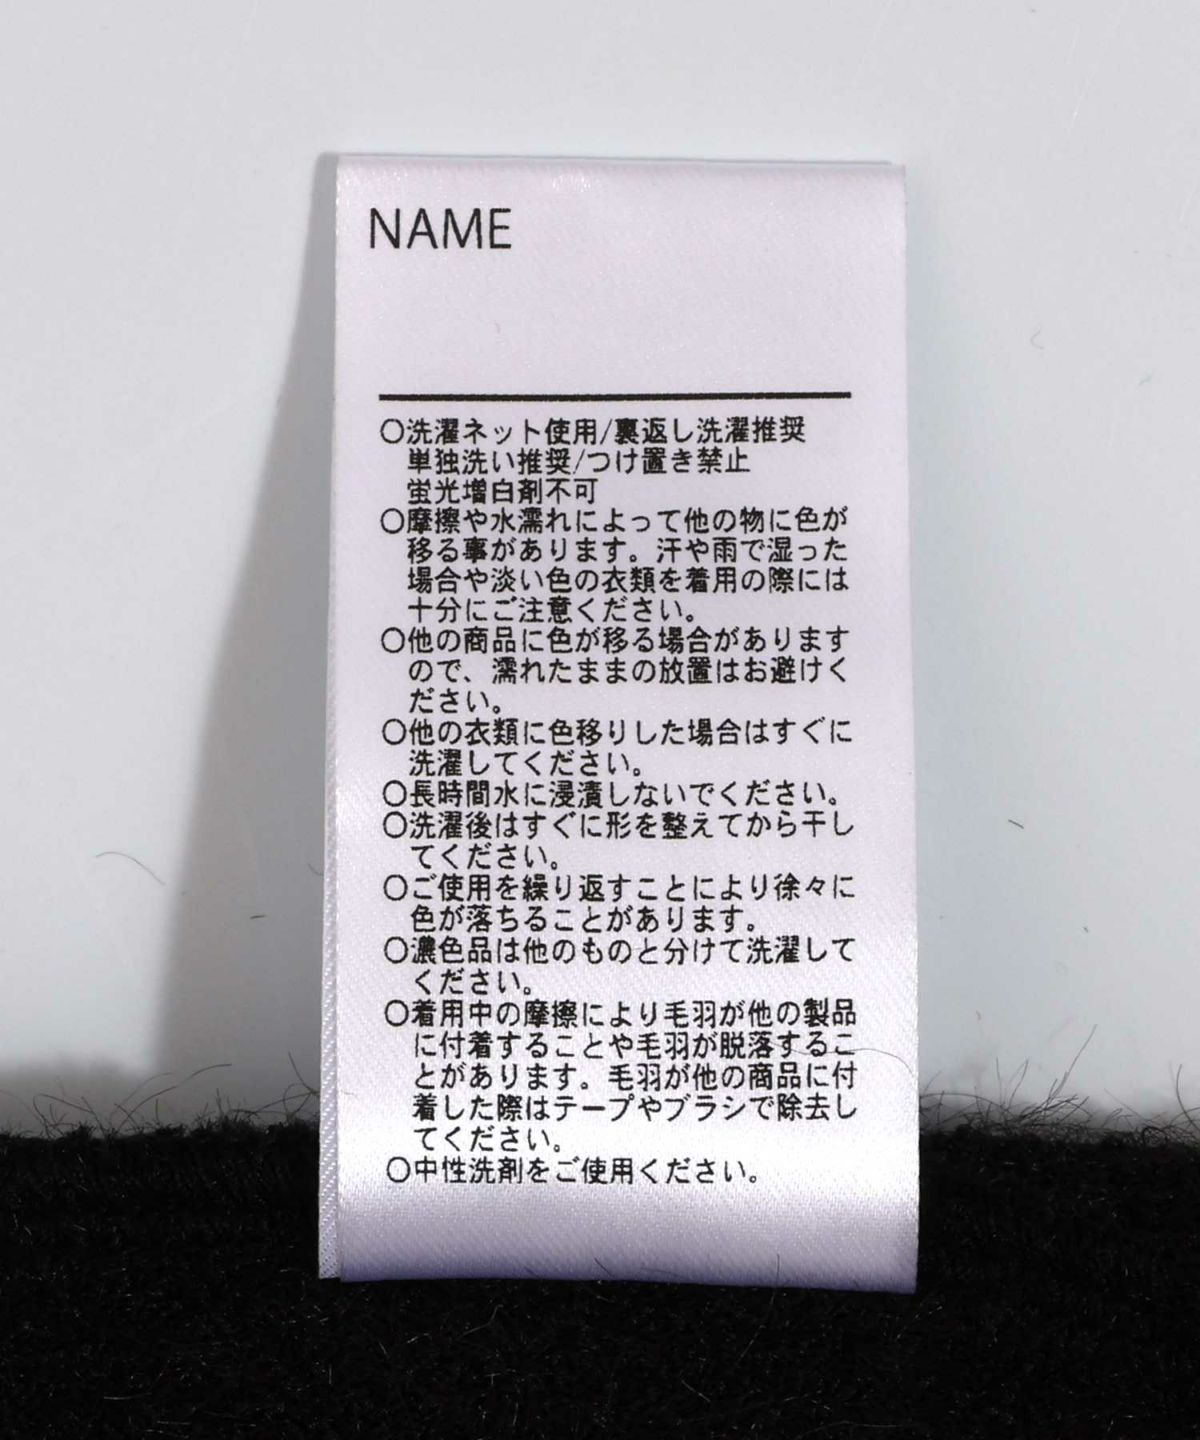 NAME
○洗濯ネット使用/裏返し洗濯推奨
単独洗い推奨/つけ置き禁止
蛍光増白剤不可
○摩擦や水濡れによって他の物に色が
移る事があります。汗や雨で湿った
場合や淡い色の衣類を着用の際には
十分にご注意ください。
○他の商品に色が移る場合があります
ので、濡れたままの放置はお避けく
ださい。
○他の衣類に色移りした場合はすぐに
洗濯してください。
○長時間水に浸漬しないでください。
○洗濯後はすぐに形を整えてから干し
てください。
○ご使用を繰り返すことにより徐々に
色が落ちることがあります。
○濃色品は他のものと分けて洗濯して
ください。
○着用中の摩擦により毛羽が他の製品
に付着することや毛羽が脱落するこ
とがあります。毛羽が他の商品に付
着した際はテープやブラシで除去し
てください。
○中性洗剤をご使用ください。